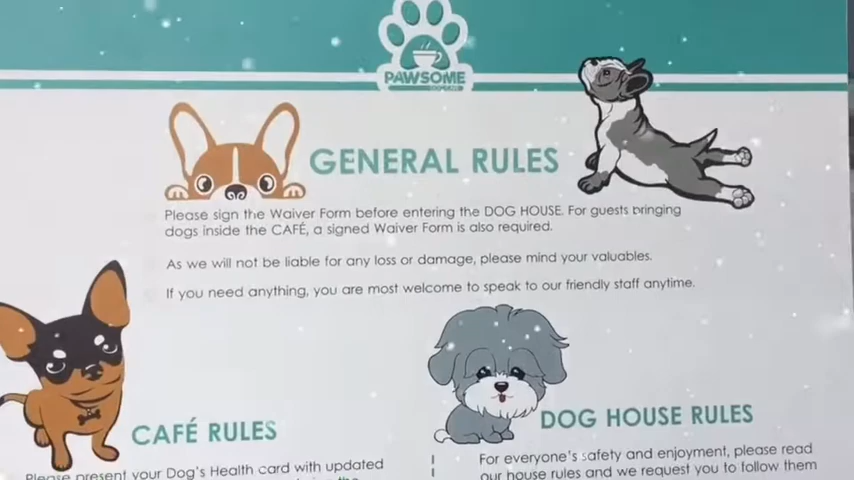 PAWSOME
GENERAL RULES
Please sign the Waiver Form before entering the DOG HOUSE. For guests bringing
dogs inside the CAFÉ, a signed Waiver Form is also required.
As we will not be liable for any loss or damage, please mind your valuables.
If you need anything, you are most welcome to speak to our friendly staff anytime.
CAFÉ RULES
Please present your Dog's Health card with updated
the
DOG HOUSE RULES
For everyone's safety and enjoyment, please read
our house rules and we request you to follow them